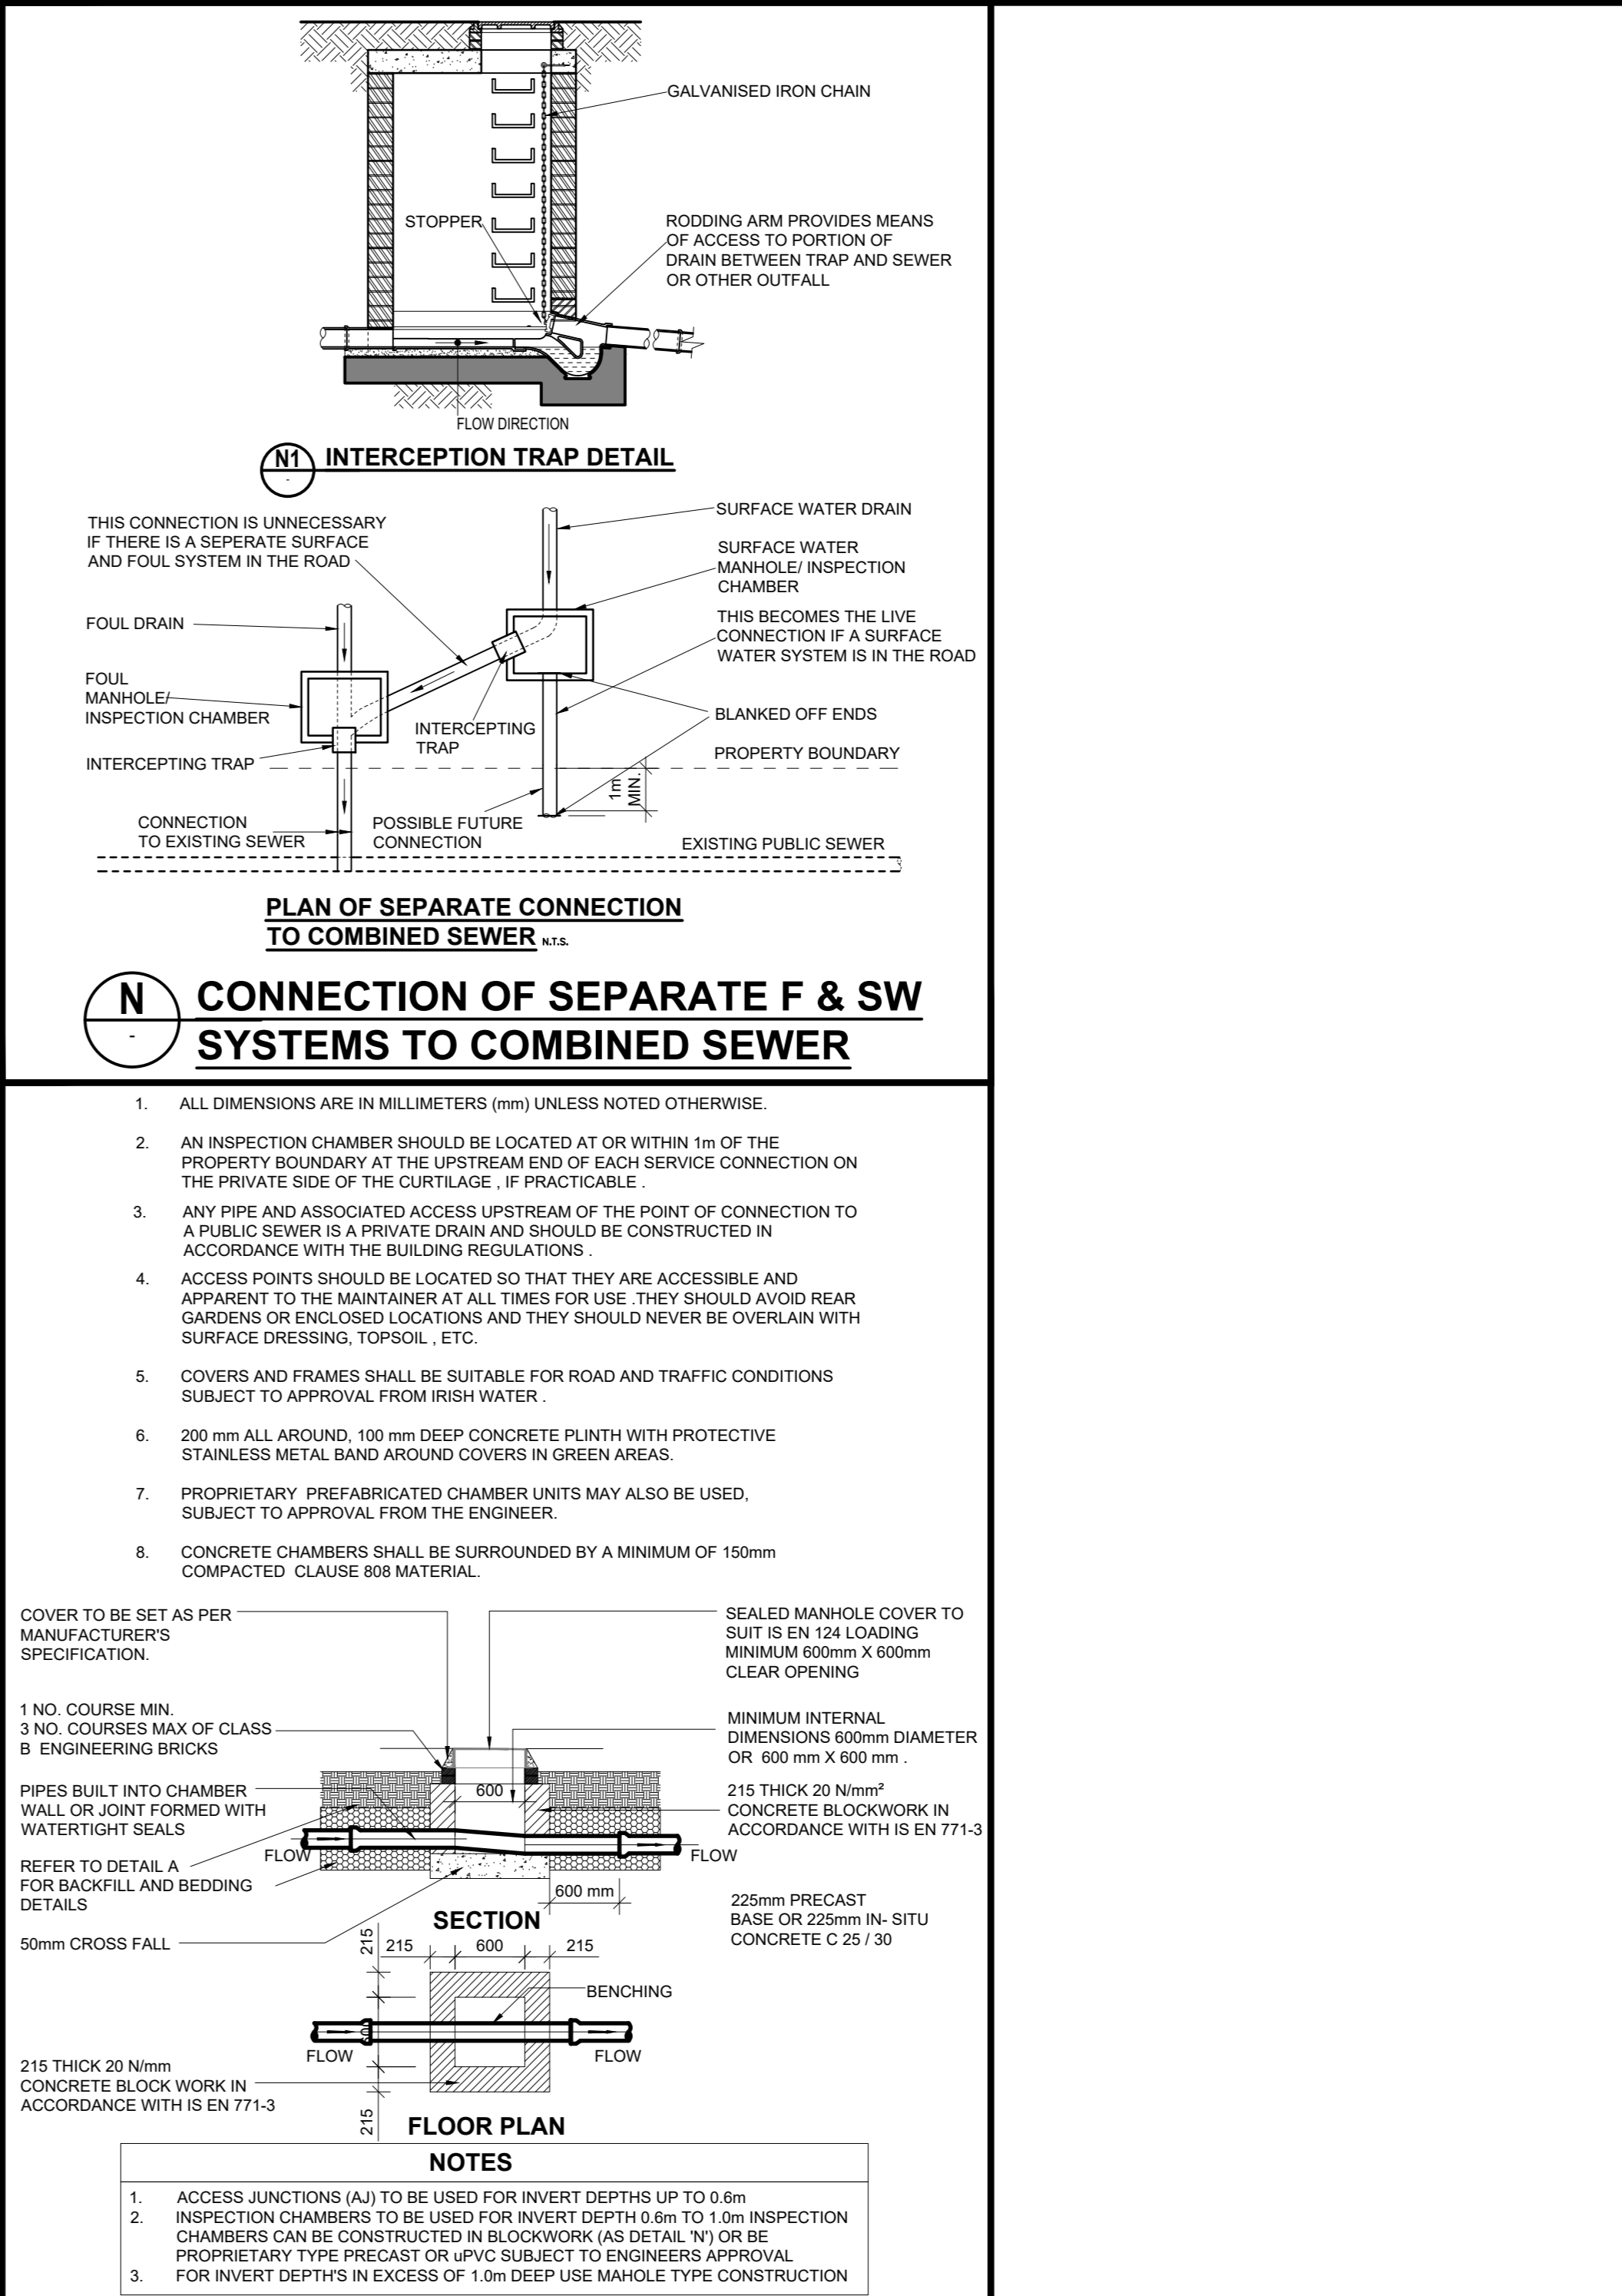 GALVANISED IRON CHAIN
STOPPER
RODDING ARM PROVIDES MEANS
OF ACCESS TO PORTION OF
DRAIN BETWEEN TRAP AND SEWER
OR OTHER OUTFALL
FLOW DIRECTION
N1
-
INTERCEPTION TRAP DETAIL
THIS CONNECTION IS UNNECESSARY
IF THERE IS A SEPERATE SURFACE
AND FOUL SYSTEM IN THE ROAD
SURFACE WATER DRAIN
SURFACE WATER
MANHOLE/ INSPECTION
CHAMBER
FOUL DRAIN
THIS BECOMES THE LIVE
CONNECTION IF A SURFACE
WATER SYSTEM IS IN THE ROAD
FOUL
MANHOLE/
INSPECTION CHAMBER
INTERCEPTING
TRAP
BLANKED OFF ENDS
INTERCEPTING TRAP
PROPERTY BOUNDARY
1m
MIN.
CONNECTION
TO EXISTING SEWER
POSSIBLE FUTURE
CONNECTION
EXISTING PUBLIC SEWER
PLAN OF SEPARATE CONNECTION
TO COMBINED SEWER N.T.S.
N
-
CONNECTION OF SEPARATE F & SW
SYSTEMS TO COMBINED SEWER
1. ALL DIMENSIONS ARE IN MILLIMETERS (mm) UNLESS NOTED OTHERWISE.
2. AN INSPECTION CHAMBER SHOULD BE LOCATED AT OR WITHIN 1m OF THE
PROPERTY BOUNDARY AT THE UPSTREAM END OF EACH SERVICE CONNECTION ON
THE PRIVATE SIDE OF THE CURTILAGE , IF PRACTICABLE .
3. ANY PIPE AND ASSOCIATED ACCESS UPSTREAM OF THE POINT OF CONNECTION TO
A PUBLIC SEWER IS A PRIVATE DRAIN AND SHOULD BE CONSTRUCTED IN
ACCORDANCE WITH THE BUILDING REGULATIONS .
4. ACCESS POINTS SHOULD BE LOCATED SO THAT THEY ARE ACCESSIBLE AND
APPARENT TO THE MAINTAINER AT ALL TIMES FOR USE .THEY SHOULD AVOID REAR
GARDENS OR ENCLOSED LOCATIONS AND THEY SHOULD NEVER BE OVERLAIN WITH
SURFACE DRESSING, TOPSOIL , ETC.
5. COVERS AND FRAMES SHALL BE SUITABLE FOR ROAD AND TRAFFIC CONDITIONS
SUBJECT TO APPROVAL FROM IRISH WATER .
6. 200 mm ALL AROUND, 100 mm DEEP CONCRETE PLINTH WITH PROTECTIVE
STAINLESS METAL BAND AROUND COVERS IN GREEN AREAS.
7. PROPRIETARY PREFABRICATED CHAMBER UNITS MAY ALSO BE USED,
SUBJECT TO APPROVAL FROM THE ENGINEER.
8. CONCRETE CHAMBERS SHALL BE SURROUNDED BY A MINIMUM OF 150mm
COMPACTED CLAUSE 808 MATERIAL.
COVER TO BE SET AS PER
MANUFACTURER'S
SPECIFICATION.
SEALED MANHOLE COVER TO
SUIT IS EN 124 LOADING
MINIMUM 600mm X 600mm
CLEAR OPENING
1 NO. COURSE MIN.
3 NO. COURSES MAX OF CLASS
B ENGINEERING BRICKS
MINIMUM INTERNAL
DIMENSIONS 600mm DIAMETER
OR 600 mm X 600 mm .
PIPES BUILT INTO CHAMBER
WALL OR JOINT FORMED WITH
WATERTIGHT SEALS
600
215 THICK 20 N/mm²
CONCRETE BLOCKWORK IN
ACCORDANCE WITH IS EN 771-3
FLOW
FLOW
REFER TO DETAIL A
FOR BACKFILL AND BEDDING
DETAILS
600 mm
225mm PRECAST
BASE OR 225mm IN- SITU
CONCRETE C 25 / 30
SECTION
50mm CROSS FALL
215
215
600
215
BENCHING
600
FLOW
FLOW
215 THICK 20 N/mm
CONCRETE BLOCK WORK IN
ACCORDANCE WITH IS EN 771-3
215
FLOOR PLAN
NOTES
1. ACCESS JUNCTIONS (AJ) TO BE USED FOR INVERT DEPTHS UP TO 0.6m
2. INSPECTION CHAMBERS TO BE USED FOR INVERT DEPTH 0.6m TO 1.0m INSPECTION
CHAMBERS CAN BE CONSTRUCTED IN BLOCKWORK (AS DETAIL 'N') OR BE
PROPRIETARY TYPE PRECAST OR uPVC SUBJECT TO ENGINEERS APPROVAL
3. FOR INVERT DEPTH'S IN EXCESS OF 1.0m DEEP USE MAHOLE TYPE CONSTRUCTION